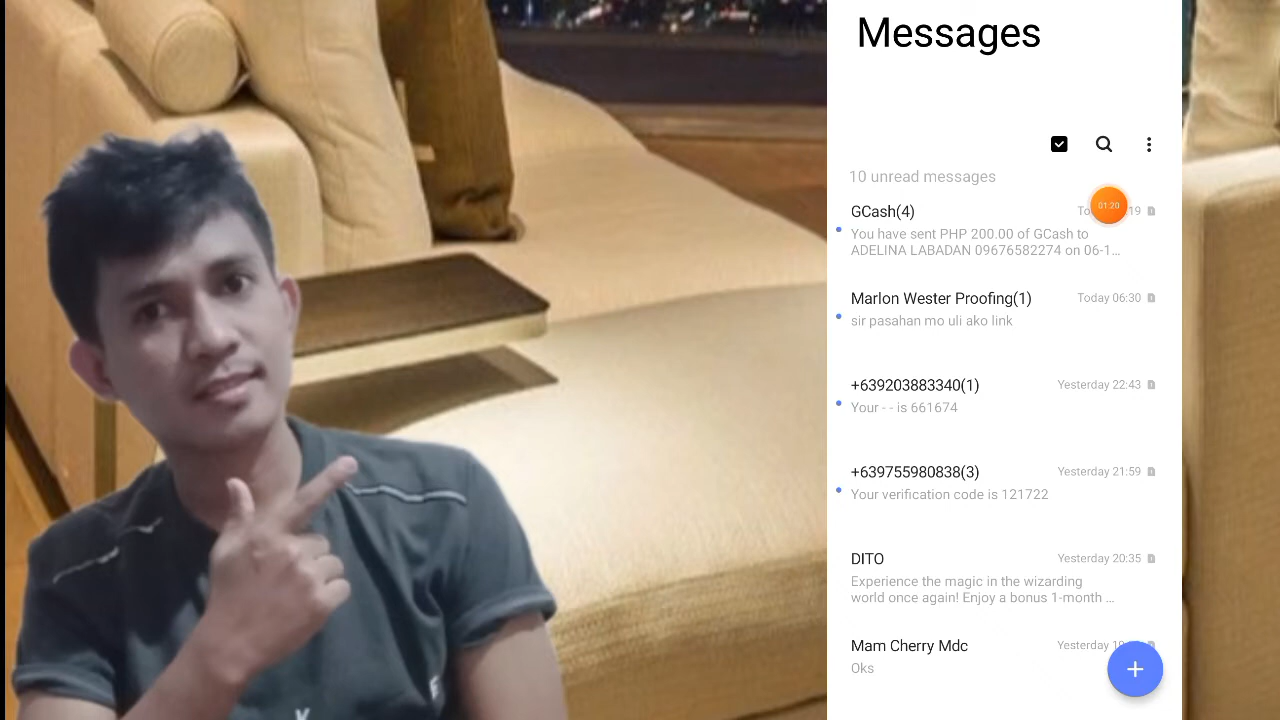 Messages
10 unread messages
GCash(4)
01:20
19
You have sent PHP 200.00 of GCash to
ADELINA LABADAN 09676582274 on 06-1...
Marlon Wester Proofing(1) Today 06:30
sir pasahan mo uli ako link
+639203883340(1) Yesterday 22:43
Your - - is 661674
+639755980838(3) Yesterday 21:59
Your verification code is 121722
DITO Yesterday 20:35
Experience the magic in the wizarding
world once again! Enjoy a bonus 1-month ...
Mam Cherry Mdc Yesterday
Oks